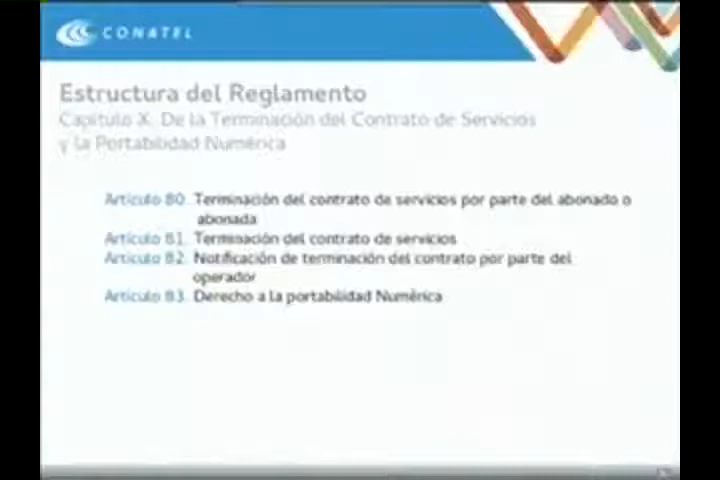 CONATEL
Estructura del Reglamento
Capítulo X. De la Terminación del Contrato de Servicios
y la Portabilidad Numérica
Artículo 80. Terminación del contrato de servicios por parte del abonado o
abonada
Artículo 81. Terminación del contrato de servicios
Artículo 82. Notificación de terminación del contrato por parte del
operador
Artículo 83. Derecho a la portabilidad Numérica